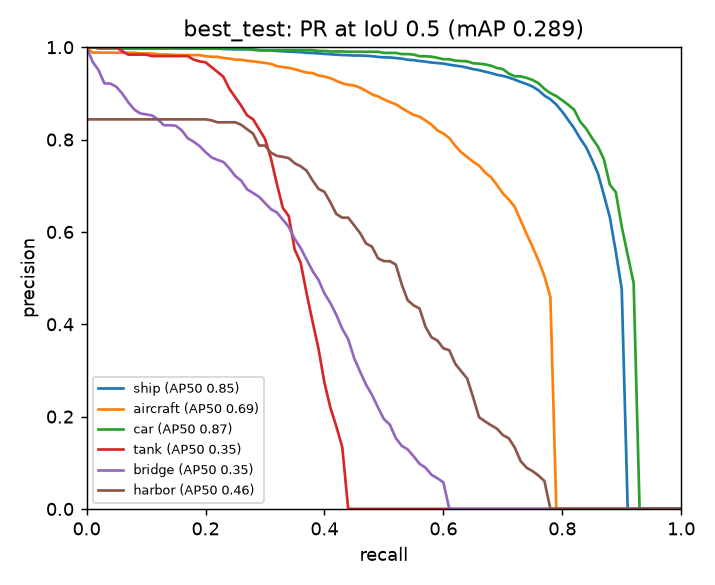 best_test: PR at IoU 0.5 (mAP 0.289)
precision
1.0
0.8
0.6
0.4
0.2
0.0
ship (AP50 0.85)
aircraft (AP50 0.69)
car (AP50 0.87)
tank (AP50 0.35)
bridge (AP50 0.35)
harbor (AP50 0.46)
0.0 0.2 0.4 0.6 0.8 1.0
recall